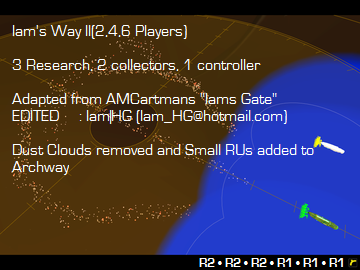 Iam's Way II(2,4,6 Players)
3 Research, 2 collectors, 1 controller
Adapted from AMCartmans "Iams Gate"
EDITED : Iam|HG (Iam_HG@hotmail.com)
Dust Clouds removed and Small RUs added to
Archway
R2 • R2 • R2 • R1 • R1 • R1 r